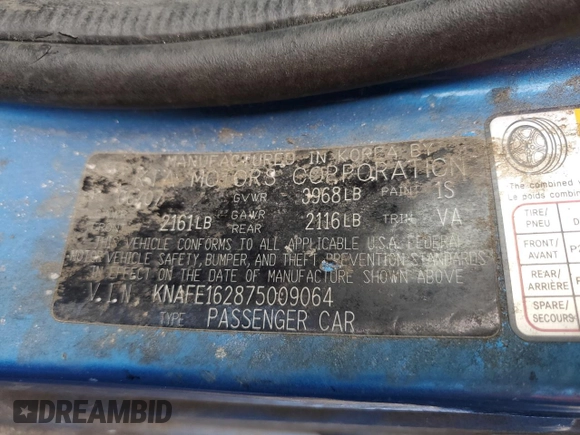 MANUFACTURED IN KOREA BY
MOTORS CORPORATION
GVWR 3968LB PAINT 1S
2161LB GAWR REAR 2116LB TRIM VA
THIS VEHICLE CONFORMS TO ALL APPLICABLE U.S.A. FEDERAL
MOTOR VEHICLE SAFETY, BUMPER, AND THEFT PREVENTION STANDARDS
IN EFFECT ON THE DATE OF MANUFACTURE SHOWN ABOVE
V.I.N. KNAFE162875009064
TYPE PASSENGER CAR
The combined
Le poids combiné
TIRE/
PNEU
FRONT/
AVANT
REAR/
ARRIÈRE
SPARE/
SECOURS
DREAMBID